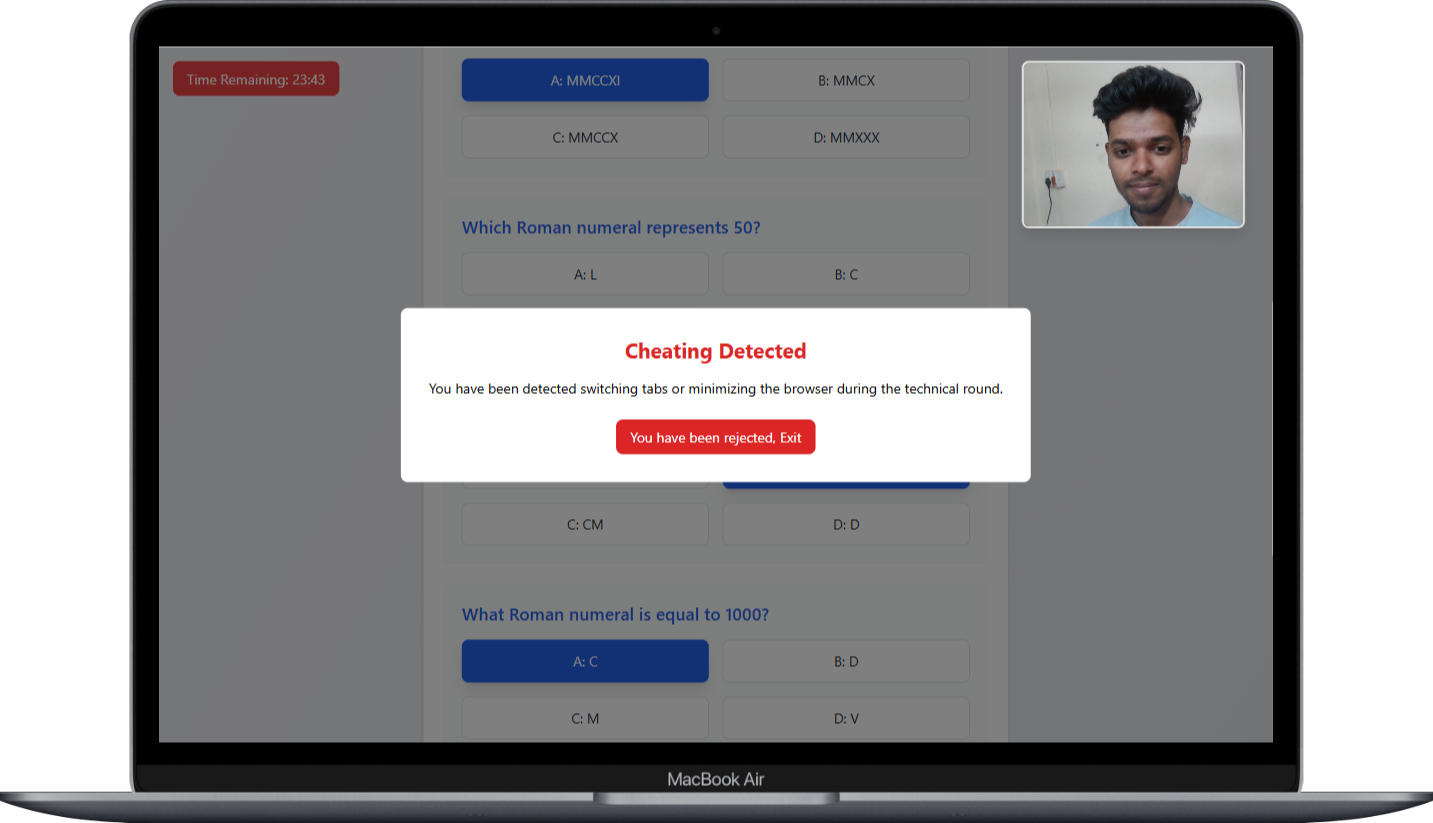 Time Remaining: 23:43
A: MMCCXI
B: MMCX
C: MMCCX
D: MMXXX
Which Roman numeral represents 50?
A: L
B: C
Cheating Detected
You have been detected switching tabs or minimizing the browser during the technical round.
You have been rejected, Exit
C: CM
D: D
What Roman numeral is equal to 1000?
A: C
B: D
C: M
D: V
MacBook Air